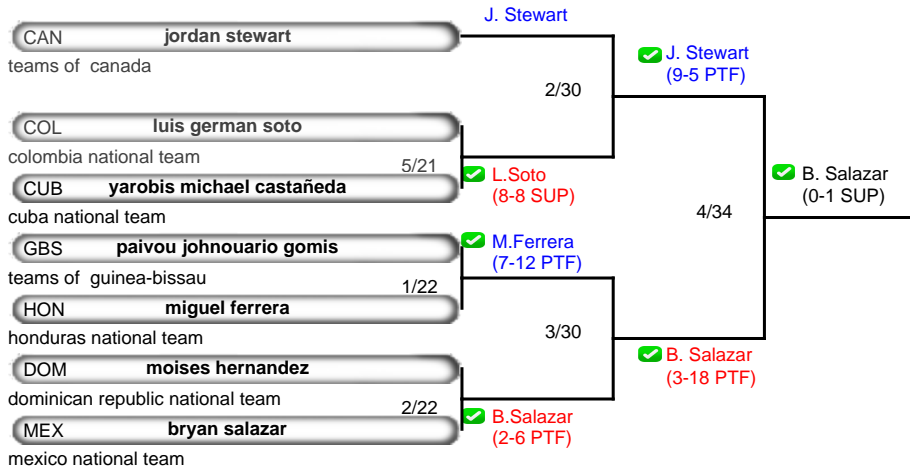 J. Stewart
CAN jordan stewart
teams of canada
J. Stewart
(9-5 PTF)
2/30
COL luis german soto
colombia national team
5/21
L.Soto
(8-8 SUP)
CUB yarobis michael castañeda
cuba national team
B. Salazar
(0-1 SUP)
4/34
GBS paivou johnouario gomis
teams of guinea-bissau
M.Ferrera
(7-12 PTF)
1/22
HON miguel ferrera
honduras national team
3/30
B. Salazar
(3-18 PTF)
DOM moises hernandez
dominican republic national team
2/22
B.Salazar
(2-6 PTF)
MEX bryan salazar
mexico national team